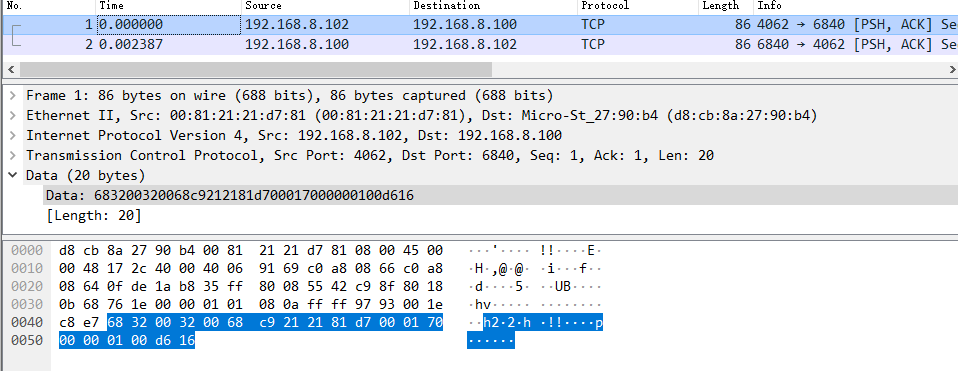 No. Time Source Destination Protocol Length Info
1 0.000000 192.168.8.102 192.168.8.100 TCP 86 4062 → 6840 [PSH, ACK] Se
2 0.002387 192.168.8.100 192.168.8.102 TCP 86 6840 → 4062 [PSH, ACK] Se
Frame 1: 86 bytes on wire (688 bits), 86 bytes captured (688 bits)
Ethernet II, Src: 00:81:21:21:d7:81 (00:81:21:21:d7:81), Dst: Micro-St_27:90:b4 (d8:cb:8a:27:90:b4)
Internet Protocol Version 4, Src: 192.168.8.102, Dst: 192.168.8.100
Transmission Control Protocol, Src Port: 4062, Dst Port: 6840, Seq: 1, Ack: 1, Len: 20
Data (20 bytes)
Data: 683200320068c9212181d700017000000100d616
[Length: 20]
0000 d8 cb 8a 27 90 b4 00 81 21 21 d7 81 08 00 45 00 ···'···· !!····E·
0010 00 48 17 2c 40 00 40 06 91 69 c0 a8 08 66 c0 a8 ·H·,@·@· ·i···f··
0020 08 64 0f de 1a b8 35 ff 80 08 55 42 c9 8f 80 18 ·d····5· ··UB····
0030 0b 68 76 1e 00 00 01 01 08 0a ff ff 97 93 00 1e ·hv····· ········
0040 c8 e7 68 32 00 32 00 68 c9 21 21 81 d7 00 01 70 ··h2·2·h ·!!····p
0050 00 00 01 00 d6 16 ······